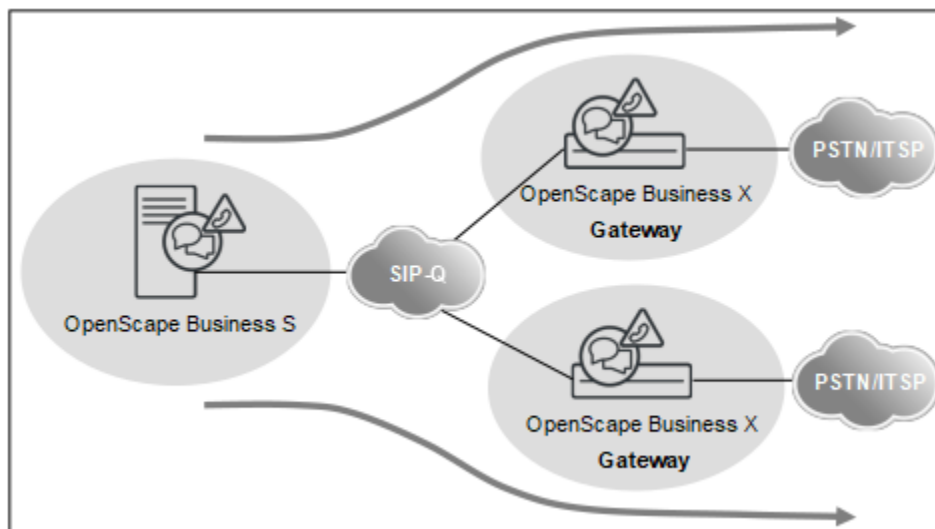 OpenScape Business X
Gateway
PSTN/ITSP
OpenScape Business S
SIP-Q
OpenScape Business X
Gateway
PSTN/ITSP